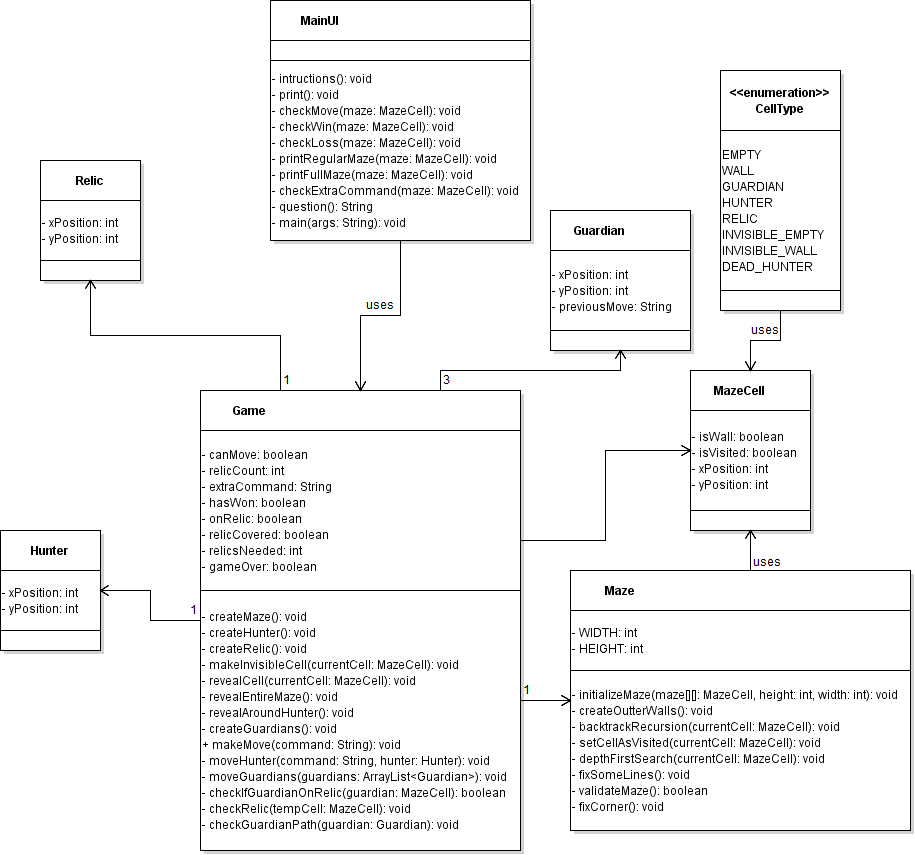 MainUI
- intructions(): void
- print(): void
- checkMove(maze: MazeCell): void
- checkWin(maze: MazeCell): void
- checkLoss(maze: MazeCell): void
- printRegularMaze(maze: MazeCell): void
- printFullMaze(maze: MazeCell): void
- checkExtraCommand(maze: MazeCell): void
- question(): String
- main(args: String): void
<<enumeration>>
CellType
EMPTY
WALL
GUARDIAN
HUNTER
RELIC
INVISIBLE_EMPTY
INVISIBLE_WALL
DEAD_HUNTER
Relic
- xPosition: int
- yPosition: int
Guardian
- xPosition: int
- yPosition: int
- previousMove: String
uses
uses
1
3
Game
- canMove: boolean
- relicCount: int
- extraCommand: String
- hasWon: boolean
- onRelic: boolean
- relicCovered: boolean
- relicsNeeded: int
- gameOver: boolean
- createMaze(): void
- createHunter(): void
- createRelic(): void
- makeInvisibleCell(currentCell: MazeCell): void
- revealCell(currentCell: MazeCell): void
- revealEntireMaze(): void
- revealAroundHunter(): void
- createGuardians(): void
+ makeMove(command: String): void
- moveHunter(command: String, hunter: Hunter): void
- moveGuardians(guardians: ArrayList<Guardian>): void
- checkIfGuardianOnRelic(guardian: MazeCell): boolean
- checkRelic(tempCell: MazeCell): void
- checkGuardianPath(guardian: Guardian): void
MazeCell
- isWall: boolean
- isVisited: boolean
- xPosition: int
- yPosition: int
Hunter
- xPosition: int
- yPosition: int
1
uses
1
Maze
- WIDTH: int
- HEIGHT: int
- initializeMaze(maze[][]: MazeCell, height: int, width: int): void
- createOutterWalls(): void
- backtrackRecursion(currentCell: MazeCell): void
- setCellAsVisited(currentCell: MazeCell): void
- depthFirstSearch(currentCell: MazeCell): void
- fixSomeLines(): void
- validateMaze(): boolean
- fixCorner(): void